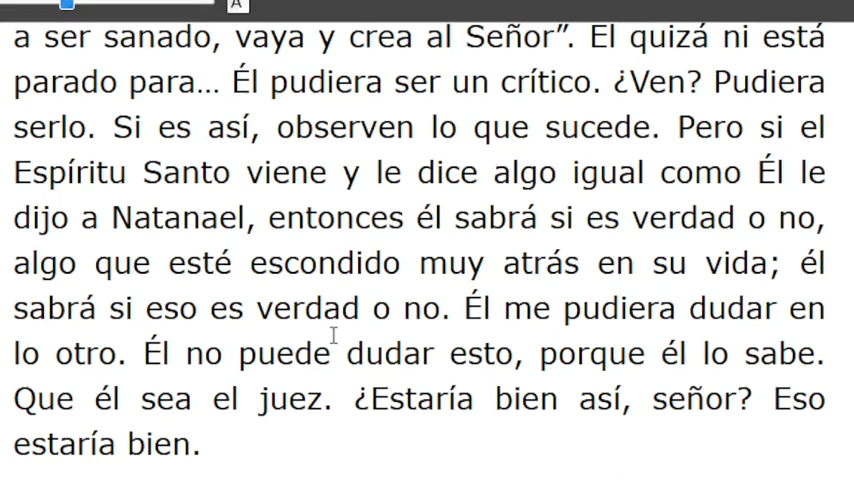 A
a ser sanado, vaya y crea al Señor”. El quizá ni está
parado para... Él pudiera ser un crítico. ¿Ven? Pudiera
serlo. Si es así, observen lo que sucede. Pero si el
Espíritu Santo viene y le dice algo igual como Él le
dijo a Natanael, entonces él sabrá si es verdad o no,
algo que esté escondido muy atrás en su vida; él
sabrá si eso es verdad o no. Él me pudiera dudar en
lo otro. Él no puede dudar esto, porque él lo sabe.
Que él sea el juez. ¿Estaría bien así, señor? Eso
estaría bien.